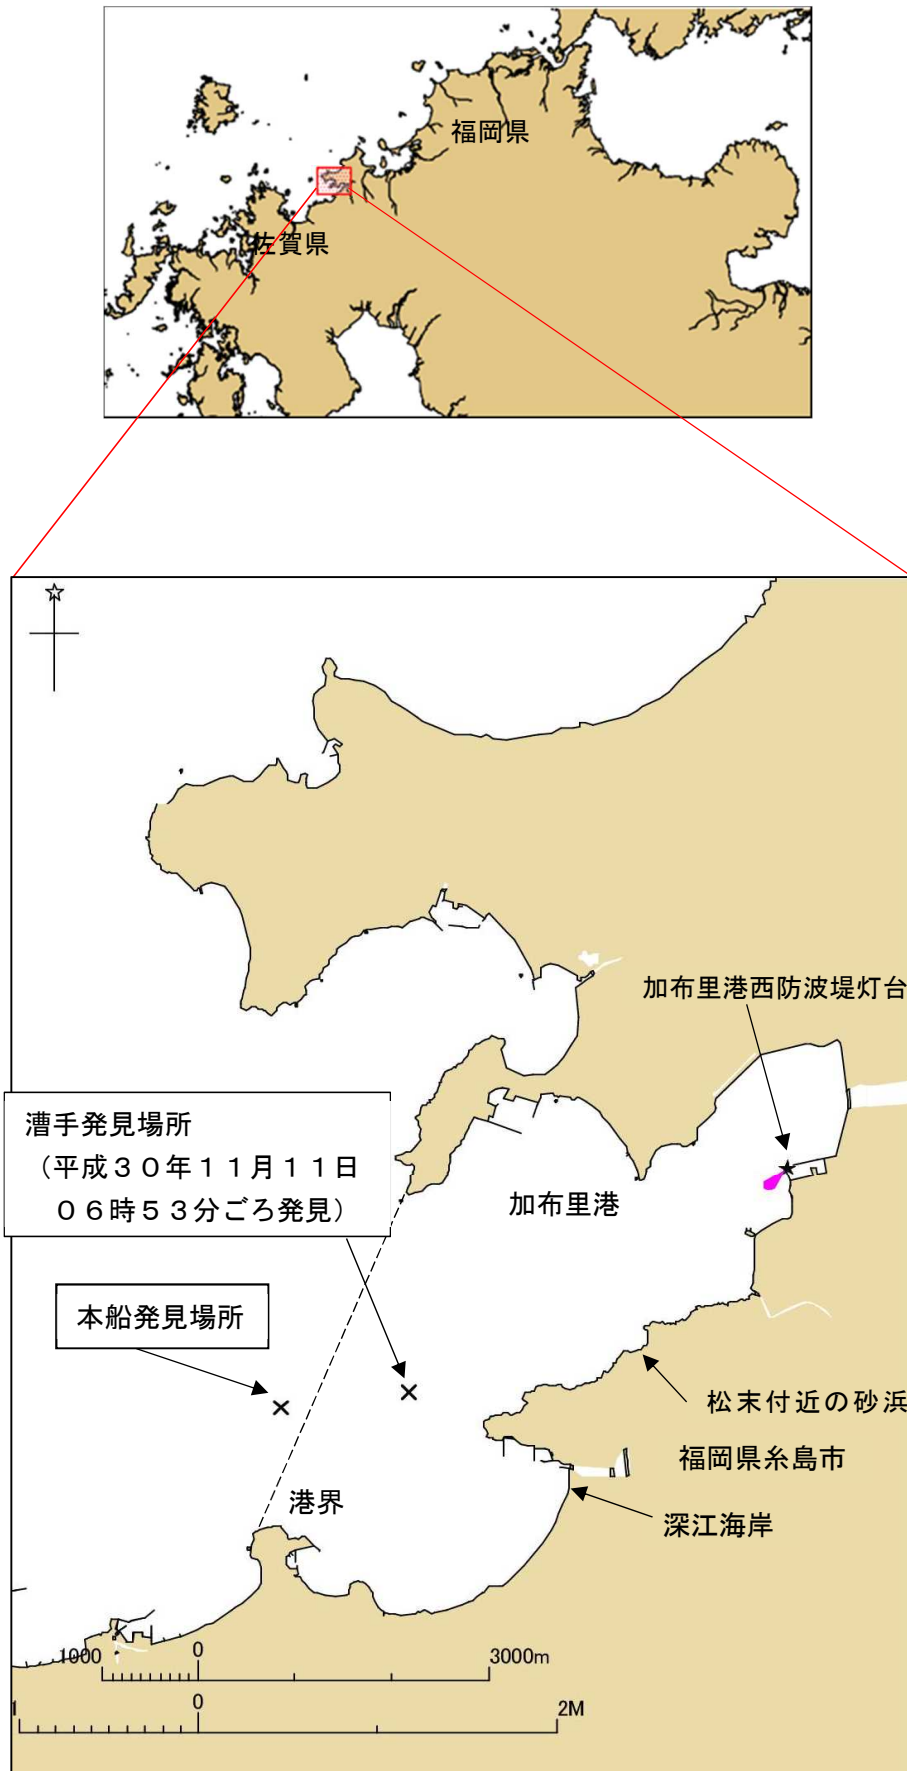 福岡県
佐賀県
加布里港西防波堤灯台
漕手発見場所
（平成３０年１１月１１日
０６時５３分ごろ発見）
加布里港
本船発見場所
松末付近の砂浜
福岡県糸島市
港界
深江海岸
1000 0 3000m
1 0 2M